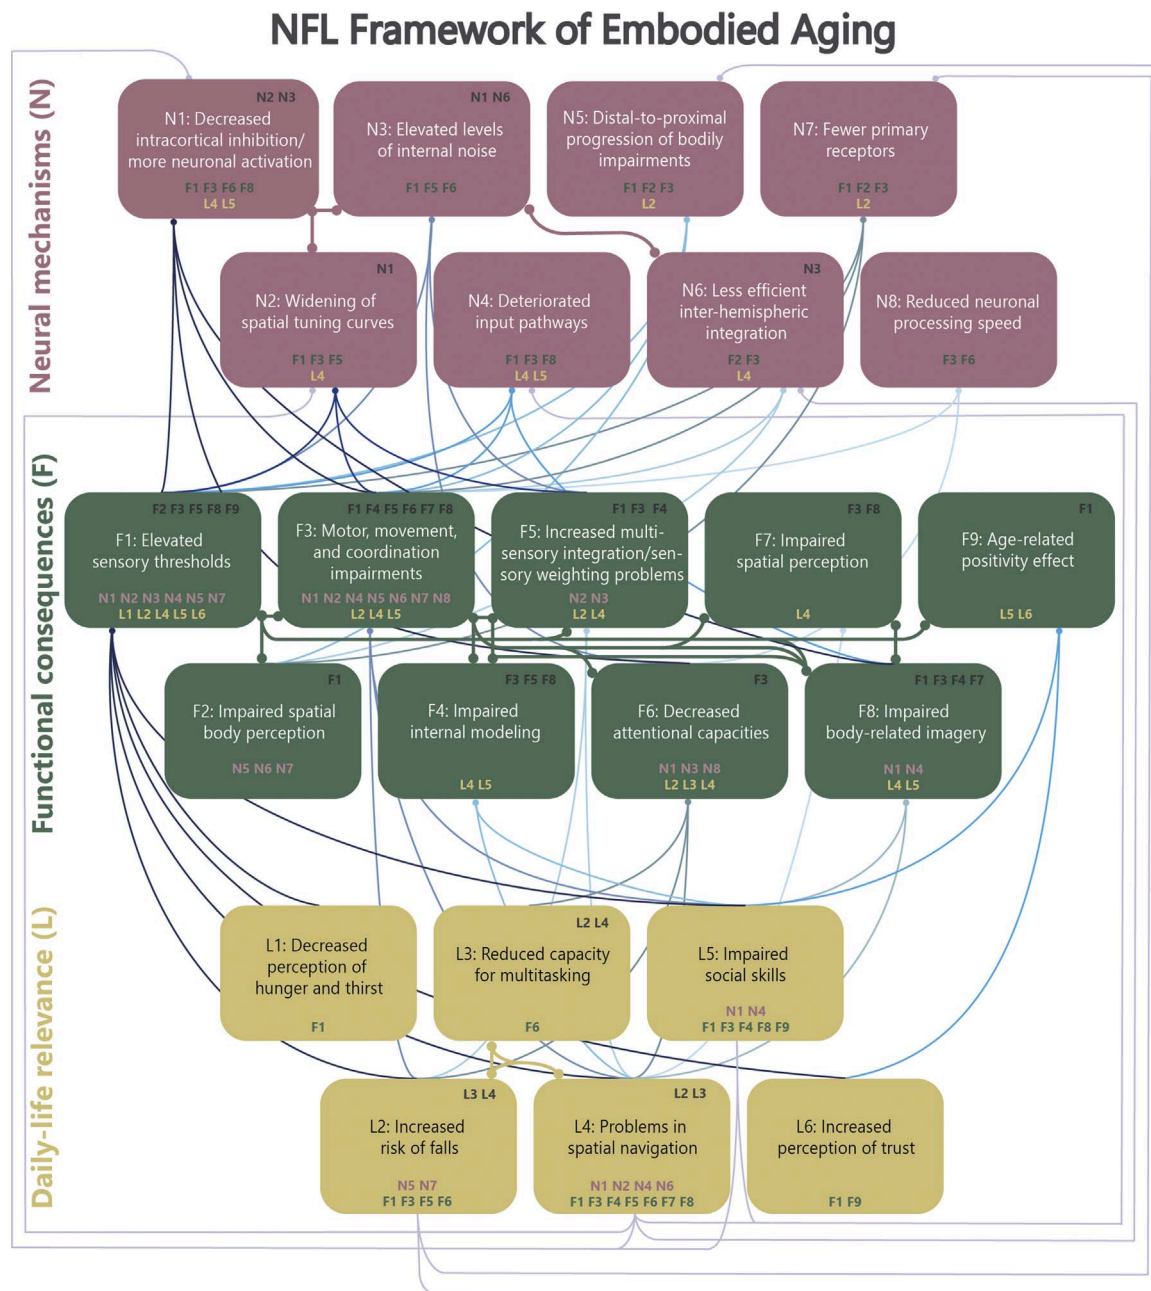 NFL Framework of Embodied Aging
Neural mechanisms (N)
N2 N3
N1: Decreased
intracortical inhibition/
more neuronal activation
F1 F3 F6 F8
L4 L5
N1 N6
N3: Elevated levels
of internal noise
F1 F5 F6
N5: Distal-to-proximal
progression of bodily
impairments
F1 F2 F3
L2
N7: Fewer primary
receptors
F1 F2 F3
L2
N1
N2: Widening of
spatial tuning curves
F1 F3 F5
L4
N4: Deteriorated
input pathways
F1 F3 F8
L4 L5
N3
N6: Less efficient
inter-hemispheric
integration
F2 F3
L4
N8: Reduced neuronal
processing speed
F3 F6
Functional consequences (F)
F2 F3 F5 F8 F9
F1: Elevated
sensory thresholds
N1 N2 N3 N4 N5 N7
L1 L2 L4 L5 L6
F1 F4 F5 F6 F7 F8
F3: Motor, movement,
and coordination
impairments
N1 N2 N4 N5 N6 N7 N8
L2 L4 L5
F1 F3 F4
F5: Increased multi-
sensory integration/sen-
sory weighting problems
N2 N3
L2 L4
F3 F8
F7: Impaired
spatial perception
L4
F1
F9: Age-related
positivity effect
L5 L6
F1
F2: Impaired spatial
body perception
N5 N6 N7
F3 F5 F8
F4: Impaired
internal modeling
L4 L5
F3
F6: Decreased
attentional capacities
N1 N3 N8
L2 L3 L4
F1 F3 F4 F7
F8: Impaired
body-related imagery
N1 N4
L4 L5
Daily-life relevance (L)
L1: Decreased
perception of
hunger and thirst
F1
L2 L4
L3: Reduced capacity
for multitasking
F6
L5: Impaired
social skills
N1 N4
F1 F3 F4 F8 F9
L3 L4
L2: Increased
risk of falls
N5 N7
F1 F3 F5 F6
L2 L3
L4: Problems in
spatial navigation
N1 N2 N4 N6
F1 F3 F4 F5 F6 F7 F8
L6: Increased
perception of trust
F1 F9